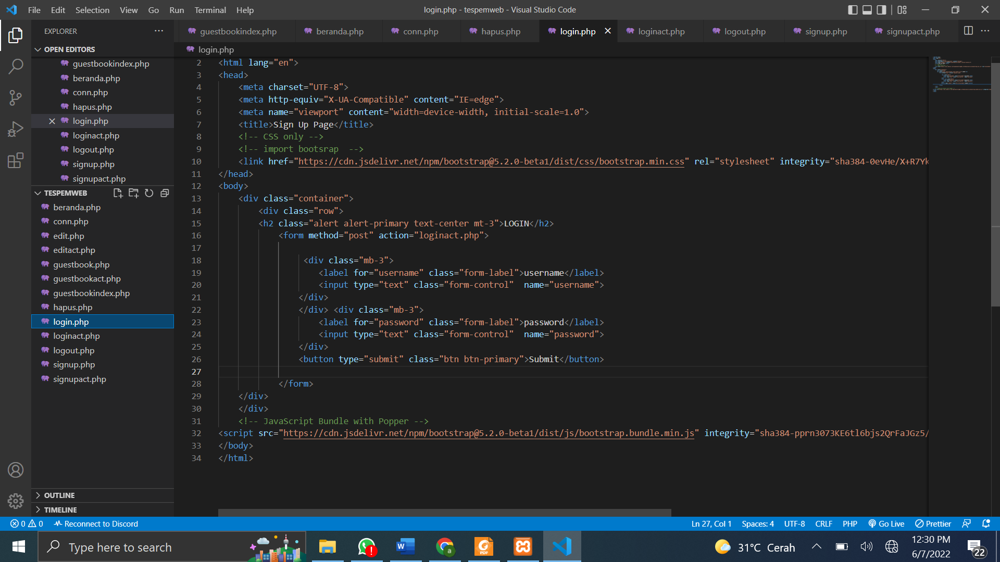 File Edit Selection View Go Run Terminal Help
login.php - tespemweb - Visual Studio Code
EXPLORER
OPEN EDITORS
guestbookindex.php
beranda.php
conn.php
hapus.php
login.php
loginact.php
logout.php
signup.php
signupact.php
TESPEMWEB
beranda.php
conn.php
edit.php
editact.php
guestbook.php
guestbookact.php
guestbookindex.php
hapus.php
login.php
loginact.php
logout.php
signup.php
signupact.php
OUTLINE
TIMELINE
guestbookindex.php beranda.php conn.php hapus.php login.php loginact.php logout.php signup.php signupact.php
login.php
2 <html lang="en">
3 <head>
4 <meta charset="UTF-8">
5 <meta http-equiv="X-UA-Compatible" content="IE=edge">
6 <meta name="viewport" content="width=device-width, initial-scale=1.0">
7 <title>Sign Up Page</title>
8 <!-- CSS only -->
9 <!-- import bootsrap  -->
10 <link href="https://cdn.jsdelivr.net/npm/bootstrap@5.2.0-beta1/dist/css/bootstrap.min.css" rel="stylesheet" integrity="sha384-0evHe/X+R7Yk
11 </head>
12 <body>
13 <div class="container">
14 <div class="row">
15 <h2 class="alert alert-primary text-center mt-3">LOGIN</h2>
16 <form method="post" action="loginact.php">
17
18 <div class="mb-3">
19 <label for="username" class="form-label">username</label>
20 <input type="text" class="form-control"  name="username">
21 </div>
22 </div> <div class="mb-3">
23 <label for="password" class="form-label">password</label>
24 <input type="text" class="form-control"  name="password">
25 </div>
26 <button type="submit" class="btn btn-primary">Submit</button>
27
28 </form>
29 </div>
30 </div>
31 <!-- JavaScript Bundle with Popper -->
32 <script src="https://cdn.jsdelivr.net/npm/bootstrap@5.2.0-beta1/dist/js/bootstrap.bundle.min.js" integrity="sha384-pprn3073KE6tl6bjs2QrFaJGz5/
33 </body>
34 </html>
0 0 Reconnect to Discord
Ln 27, Col 1 Spaces: 4 UTF-8 CRLF PHP Go Live Prettier
Type here to search
31°C Cerah
12:30 PM
6/7/2022
22